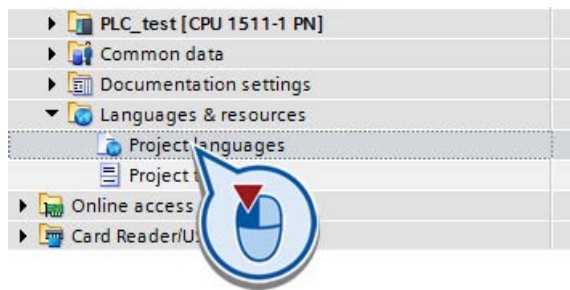 PLC_test [CPU 1511-1 PN]
Common data
Documentation settings
Languages & resources
Project languages
Project
Online access
Card Reader/U